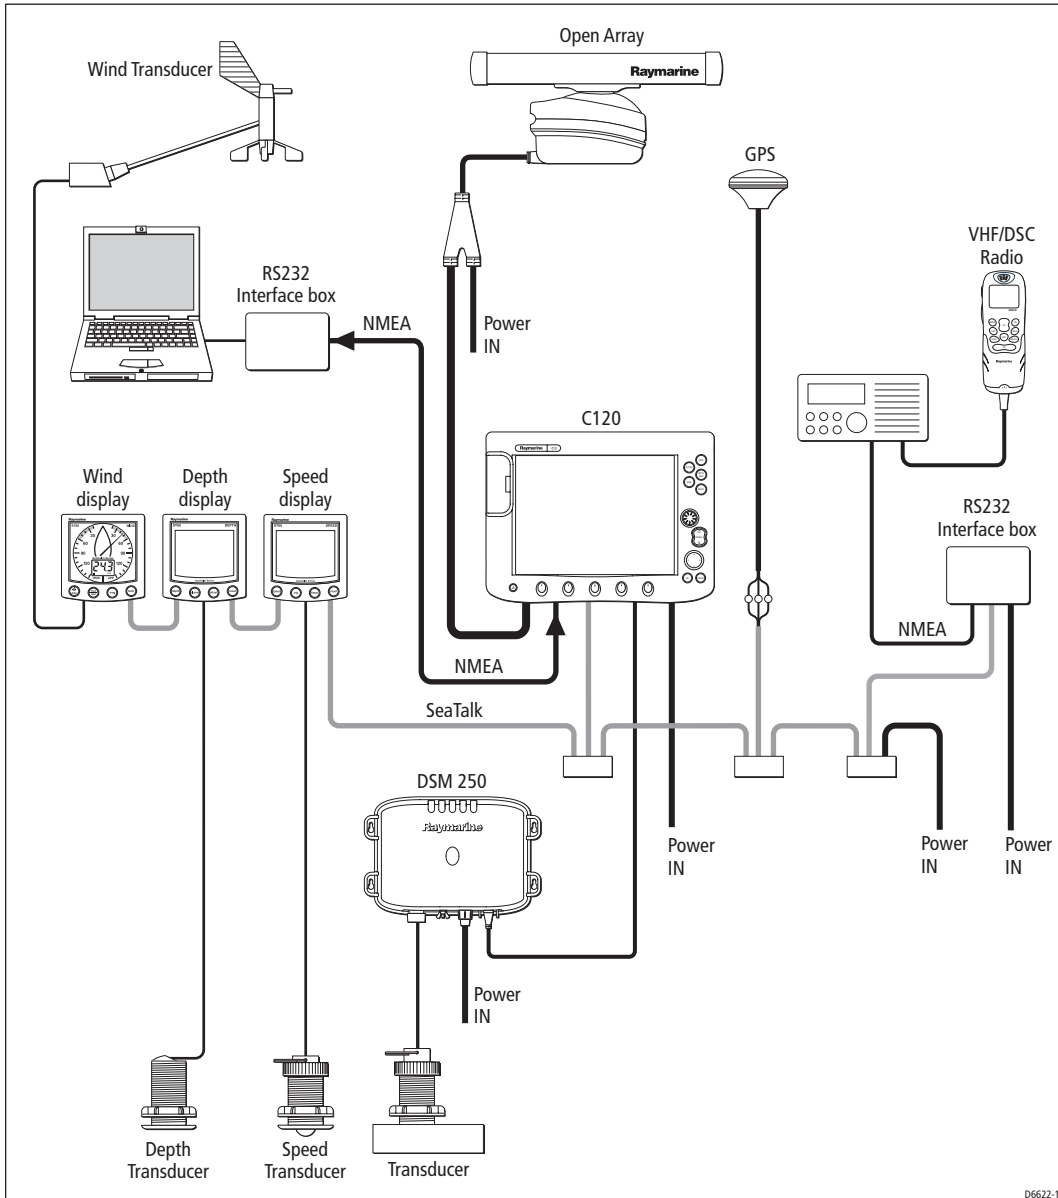 Open Array
Wind Transducer
Raymarine
GPS
VHF/DSC
Radio
RS232
Interface box
NMEA
Power
IN
C120
Raymarine
Wind
display
Depth
display
Speed
display
RS232
Interface box
NMEA
NMEA
SeaTalk
DSM 250
Raymarine
Power
IN
Power
IN
Power
IN
Power
IN
Depth
Transducer
Speed
Transducer
Transducer
D6622-1